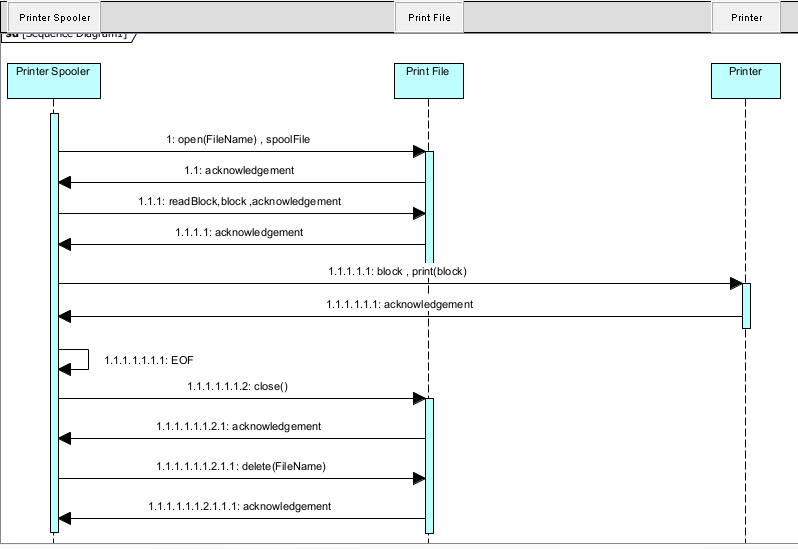 Printer Spooler Print File Printer
sd [Sequence Diagram1]
Printer Spooler Print File Printer
1: open(FileName) , spoolFile
1.1: acknowledgement
1.1.1: readBlock,block ,acknowledgement
1.1.1.1: acknowledgement
1.1.1.1.1: block , print(block)
1.1.1.1.1.1: acknowledgement
1.1.1.1.1.1.1: EOF
1.1.1.1.1.1.2: close()
1.1.1.1.1.1.2.1: acknowledgement
1.1.1.1.1.1.2.1.1: delete(FileName)
1.1.1.1.1.1.2.1.1.1: acknowledgement